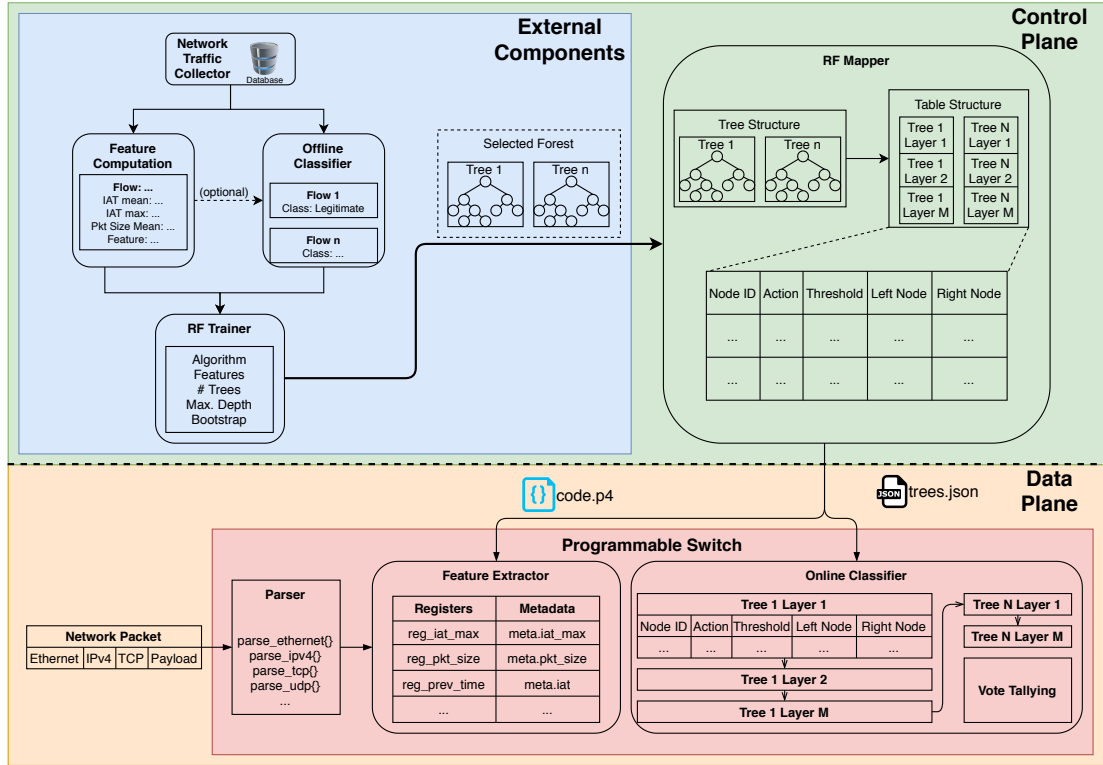 External
Components
Control
Plane
Network
Traffic
Collector
Database
Feature
Computation
Flow: ...
IAT mean: ...
IAT max: ...
Pkt Size Mean: ...
Feature: ...
(optional)
Offline
Classifier
Flow 1
Class: Legitimate
Flow n
Class: ...
RF Trainer
Algorithm
Features
# Trees
Max. Depth
Bootstrap
Selected Forest
Tree 1
Tree n
RF Mapper
Tree Structure
Tree 1
Tree n
Table Structure
Tree 1
Layer 1
Tree N
Layer 1
Tree 1
Layer 2
Tree N
Layer 2
Tree 1
Layer M
Tree N
Layer M
Node ID Action Threshold Left Node Right Node
... ... ... ... ...
... ... ... ... ...
Data
Plane
{} code.p4
JSON trees.json
Programmable Switch
Network Packet
Ethernet IPv4 TCP Payload
Parser
parse_ethernet{}
parse_ipv4{}
parse_tcp{}
parse_udp{}
...
Feature Extractor
Registers Metadata
reg_iat_max meta.iat_max
reg_pkt_size meta.pkt_size
reg_prev_time meta.iat
... ...
Online Classifier
Tree 1 Layer 1
Node ID Action Threshold Left Node Right Node
... ... ... ... ...
Tree 1 Layer 2
Tree 1 Layer M
Tree N Layer 1
Tree N Layer M
Vote Tallying